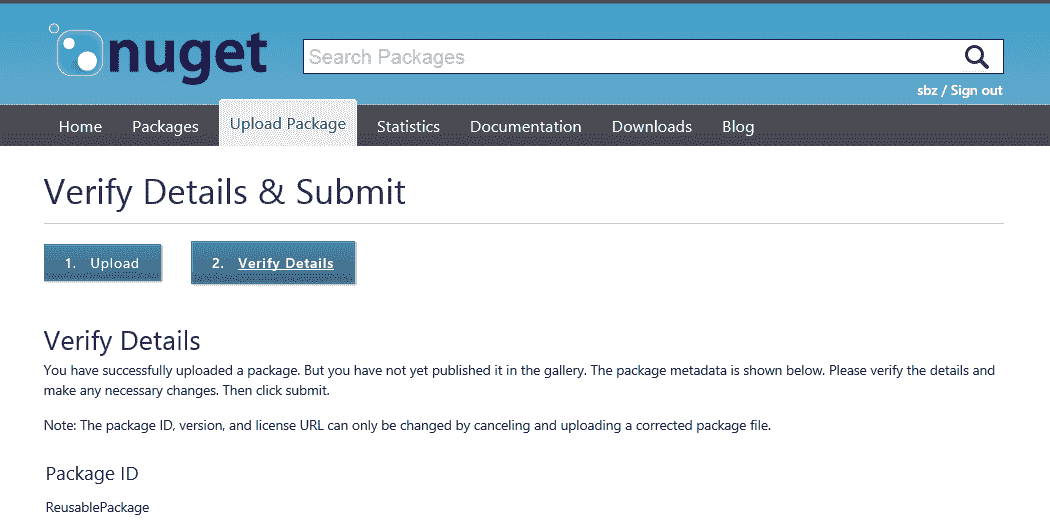 nuget
Search Packages
sbz / Sign out
Home Packages Upload Package Statistics Documentation Downloads Blog
Verify Details & Submit
1. Upload 2. Verify Details
Verify Details
You have successfully uploaded a package. But you have not yet published it in the gallery. The package metadata is shown below. Please verify the details and
make any necessary changes. Then click submit.
Note: The package ID, version, and license URL can only be changed by canceling and uploading a corrected package file.
Package ID
ReusablePackage